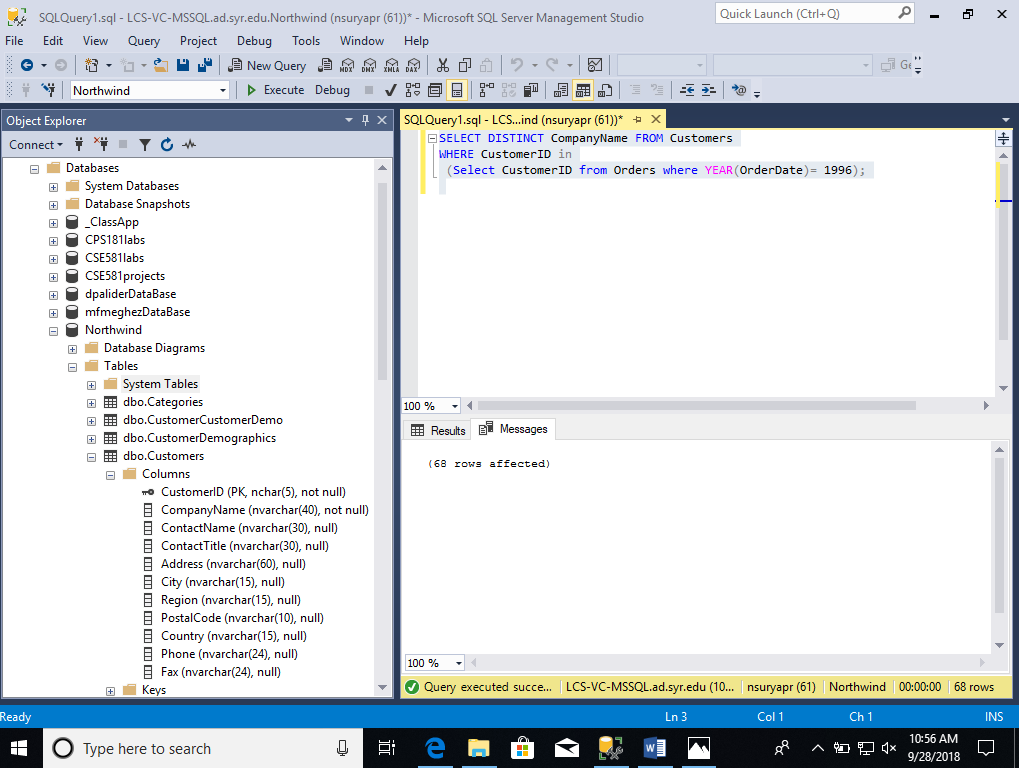 SQLQuery1.sql - LCS-VC-MSSQL.ad.syr.edu.Northwind (nsuryapr (61))* - Microsoft SQL Server Management Studio
Quick Launch (Ctrl+Q)
File Edit View Query Project Debug Tools Window Help
New Query MDX DMX XMLA DAX
Northwind Execute Debug
Object Explorer
Connect
Databases
System Databases
Database Snapshots
_ClassApp
CPS181labs
CSE581labs
CSE581projects
dpaliderDataBase
mfmeghezDataBase
Northwind
Database Diagrams
Tables
System Tables
dbo.Categories
dbo.CustomerCustomerDemo
dbo.CustomerDemographics
dbo.Customers
Columns
CustomerID (PK, nchar(5), not null)
CompanyName (nvarchar(40), not null)
ContactName (nvarchar(30), null)
ContactTitle (nvarchar(30), null)
Address (nvarchar(60), null)
City (nvarchar(15), null)
Region (nvarchar(15), null)
PostalCode (nvarchar(10), null)
Country (nvarchar(15), null)
Phone (nvarchar(24), null)
Fax (nvarchar(24), null)
Keys
SQLQuery1.sql - LCS...ind (nsuryapr (61))*
SELECT DISTINCT CompanyName FROM Customers
WHERE CustomerID in
(Select CustomerID from Orders where YEAR(OrderDate)= 1996);
100 %
Results Messages
(68 rows affected)
100 %
Query executed succe... LCS-VC-MSSQL.ad.syr.edu (10... nsuryapr (61) Northwind 00:00:00 68 rows
Ready Ln 3 Col 1 Ch 1 INS
Type here to search
10:56 AM
9/28/2018